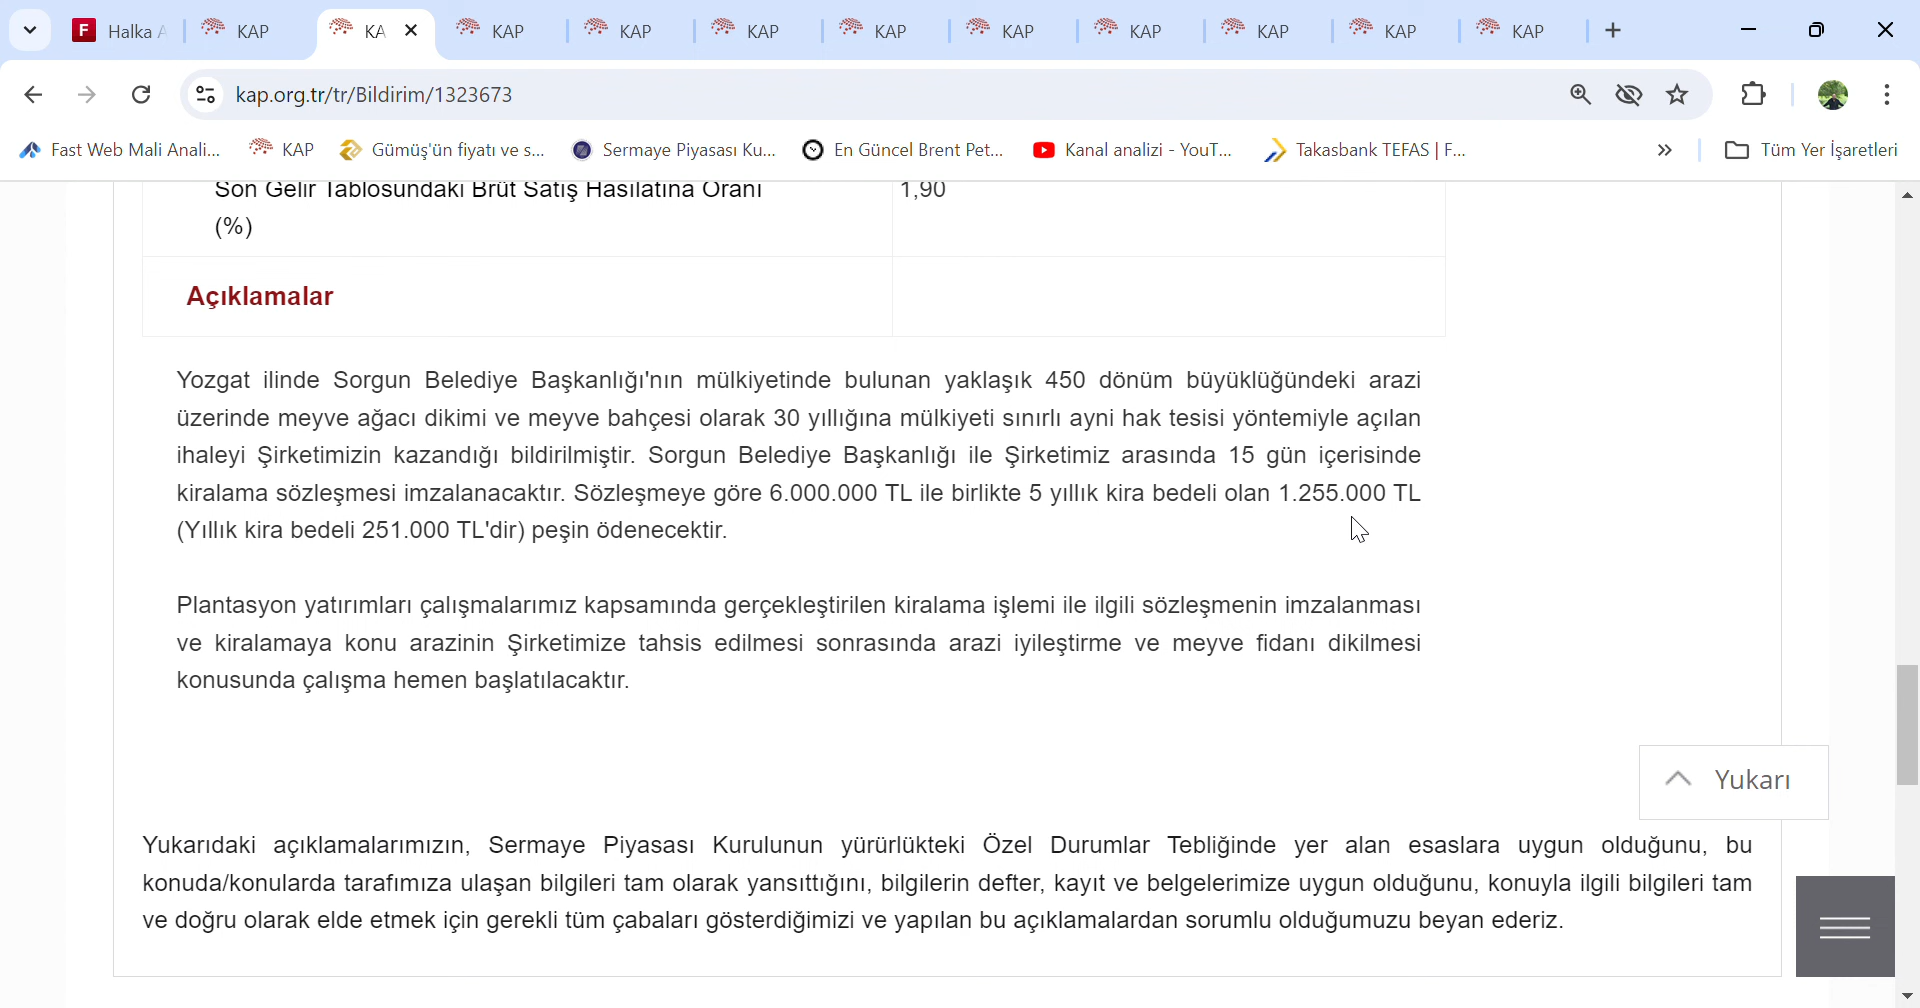 F Halka A KAP KA KAP KAP KAP KAP KAP KAP KAP KAP KAP
kap.org.tr/tr/Bildirim/1323673
Fast Web Mali Anali... KAP Gümüş'ün fiyatı ve s... Sermaye Piyasası Ku... En Güncel Brent Pet... Kanal analizi - YouT... Takasbank TEFAS | F... Tüm Yer İşaretleri
Son Gelir Tablosundaki Brüt Satış Hasılatına Oranı 1,90
(%)
Açıklamalar
Yozgat ilinde Sorgun Belediye Başkanlığı'nın mülkiyetinde bulunan yaklaşık 450 dönüm büyüklüğündeki arazi
üzerinde meyve ağacı dikimi ve meyve bahçesi olarak 30 yıllığına mülkiyeti sınırlı ayni hak tesisi yöntemiyle açılan
ihaleyi Şirketimizin kazandığı bildirilmiştir. Sorgun Belediye Başkanlığı ile Şirketimiz arasında 15 gün içerisinde
kiralama sözleşmesi imzalanacaktır. Sözleşmeye göre 6.000.000 TL ile birlikte 5 yıllık kira bedeli olan 1.255.000 TL
(Yıllık kira bedeli 251.000 TL'dir) peşin ödenecektir.
Plantasyon yatırımları çalışmalarımız kapsamında gerçekleştirilen kiralama işlemi ile ilgili sözleşmenin imzalanması
ve kiralamaya konu arazinin Şirketimize tahsis edilmesi sonrasında arazi iyileştirme ve meyve fidanı dikilmesi
konusunda çalışma hemen başlatılacaktır.
Yukarı
Yukarıdaki açıklamalarımızın, Sermaye Piyasası Kurulunun yürürlükteki Özel Durumlar Tebliğinde yer alan esaslara uygun olduğunu, bu
konuda/konularda tarafımıza ulaşan bilgileri tam olarak yansıttığını, bilgilerin defter, kayıt ve belgelerimize uygun olduğunu, konuyla ilgili bilgileri tam
ve doğru olarak elde etmek için gerekli tüm çabaları gösterdiğimizi ve yapılan bu açıklamalardan sorumlu olduğumuzu beyan ederiz.